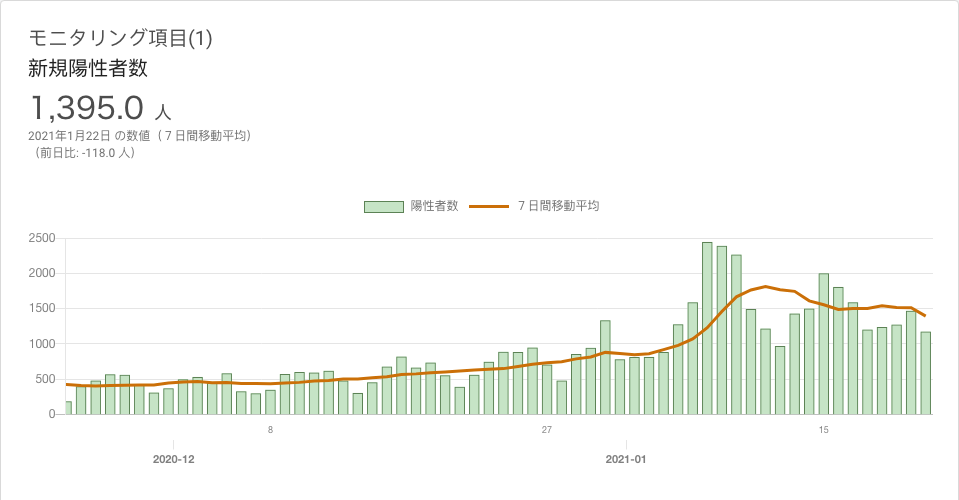 モニタリング項目(1)
新規陽性者数
1,395.0 人
2021年1月22日 の数値（７日間移動平均）
（前日比: -118.0 人）
陽性者数 ７日間移動平均
2500
2000
1500
1000
500
0
8 27 15
2020-12 2021-01